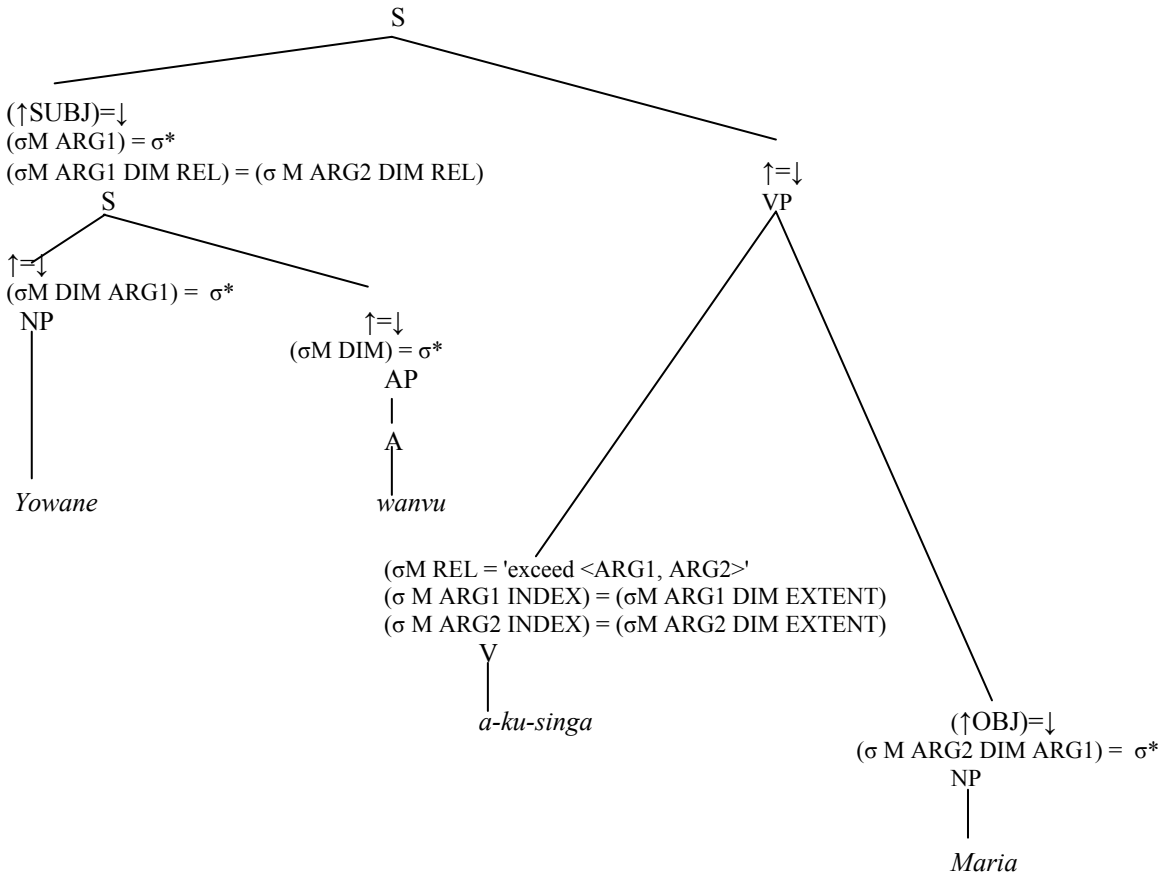 S
(↑SUBJ)=↓
(σM ARG1) = σ*
(σM ARG1 DIM REL) = (σ M ARG2 DIM REL)
S
↑=↓
VP
↑=↓
(σM DIM ARG1) = σ*
NP
↑=↓
(σM DIM) = σ*
AP
A
Yowane
wanvu
(σM REL = 'exceed <ARG1, ARG2>'
(σ M ARG1 INDEX) = (σM ARG1 DIM EXTENT)
(σ M ARG2 INDEX) = (σM ARG2 DIM EXTENT)
V
a-ku-singa
(↑OBJ)=↓
(σ M ARG2 DIM ARG1) = σ*
NP
Maria